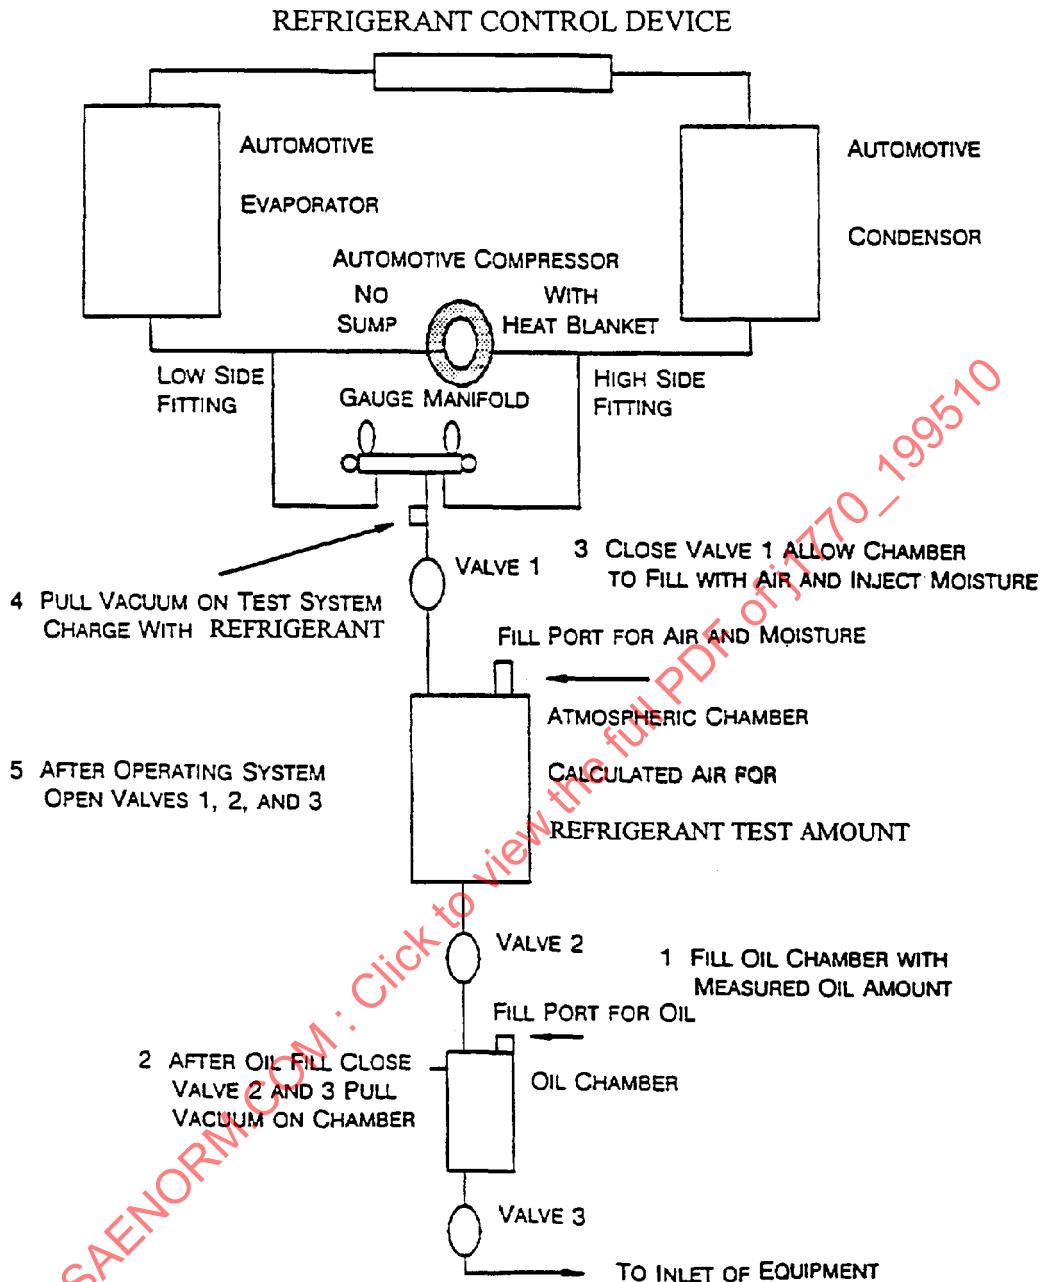 REFRIGERANT CONTROL DEVICE
AUTOMOTIVE
EVAPORATOR
AUTOMOTIVE
CONDENSOR
AUTOMOTIVE COMPRESSOR
NO
SUMP
WITH
HEAT BLANKET
LOW SIDE
FITTING
GAUGE MANIFOLD
HIGH SIDE
FITTING
VALVE 1
3 CLOSE VALVE 1 ALLOW CHAMBER
TO FILL WITH AIR AND INJECT MOISTURE
4 PULL VACUUM ON TEST SYSTEM
CHARGE WITH REFRIGERANT
FILL PORT FOR AIR AND MOISTURE
ATMOSPHERIC CHAMBER
CALCULATED AIR FOR
REFRIGERANT TEST AMOUNT
5 AFTER OPERATING SYSTEM
OPEN VALVES 1, 2, AND 3
VALVE 2
1 FILL OIL CHAMBER WITH
MEASURED OIL AMOUNT
FILL PORT FOR OIL
2 AFTER OIL FILL CLOSE
VALVE 2 AND 3 PULL
VACUUM ON CHAMBER
OIL CHAMBER
VALVE 3
TO INLET OF EQUIPMENT
SAENORM.COM : Click to view the full PDF of j1770_199510